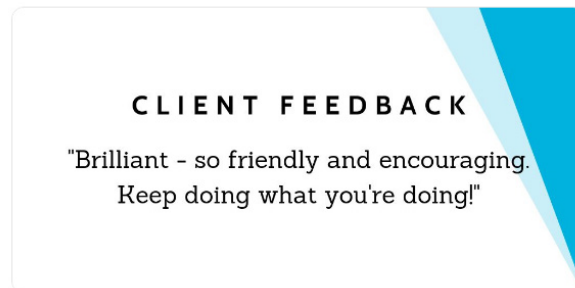 CLIENT FEEDBACK
"Brilliant - so friendly and encouraging.
Keep doing what you're doing!"